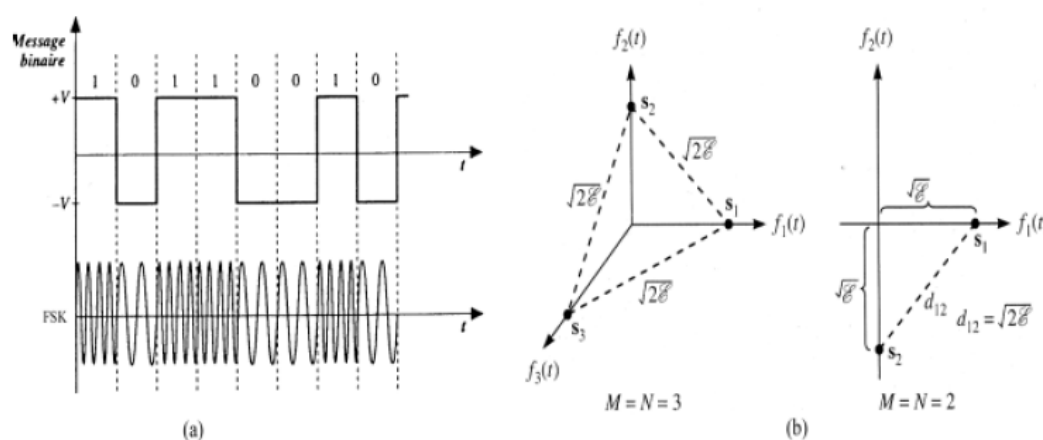 Message
binaire
1 0 1 1 0 0 1 0
+V
t
–V
FSK
t
(a)
f₂(t)
s₂
√2ℰ
√2ℰ
s₁
f₁(t)
√2ℰ
s₃
f₃(t)
M = N = 3
f₂(t)
√ℰ
f₁(t
s₁
√ℰ
d₁₂
d₁₂ = √2ℰ
s₂
M = N = 2
(b)